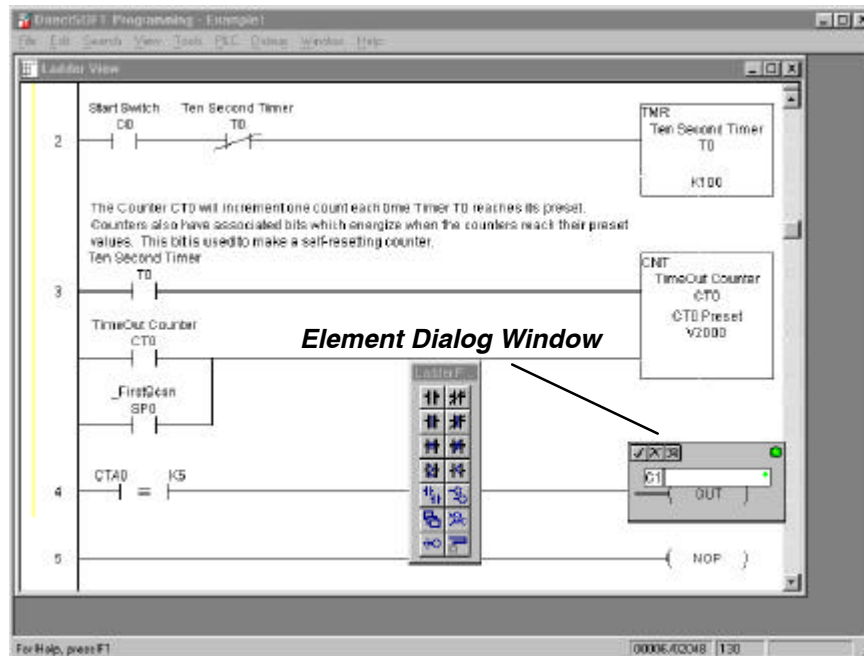 DirectSOFT Programming - Example1
File Edit Search View Tools PLC Debug Window Help
Ladder View
Start Switch Ten Second Timer
C0 T0
TMR
Ten Second Timer
T0
K100
2
The Counter CT0 will increment one count each time Timer T0 reaches its preset.
Counters also have associated bits which energize when the counters reach their preset
values. This bit is used to make a self-resetting counter.
Ten Second Timer
T0
3
CNT
TimeOut Counter
CT0
CT0 Preset
V2000
TimeOut Counter
CT0
Element Dialog Window
_FirstScan
SP0
Ladder P...
CTA0 = K5
4
C1
OUT
5
NOP
For Help, press F1
00006/02048 130